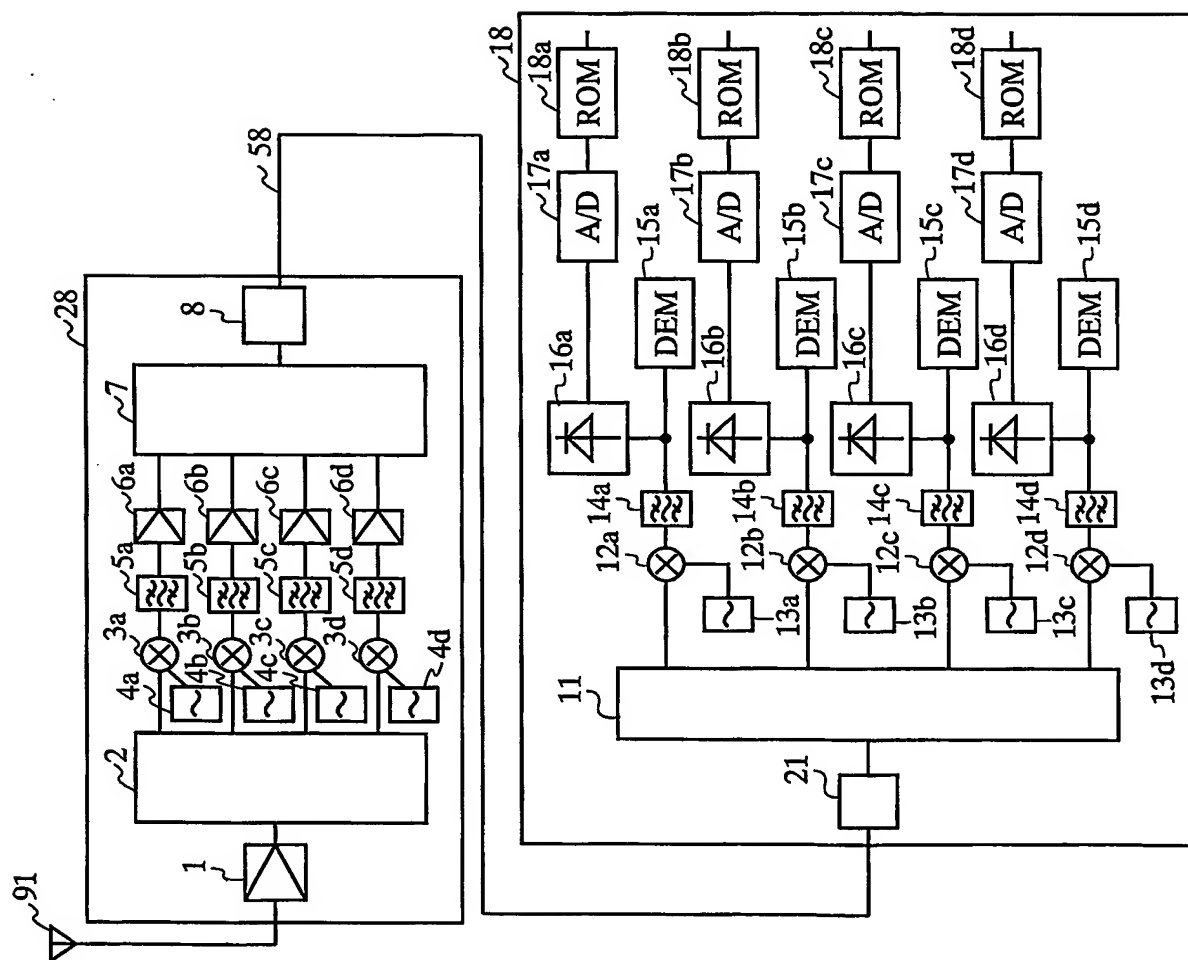 91
28
1
2
3a
3b
3c
3d
4a
4b
4c
4d
5a
5b
5c
5d
6a
6b
6c
6d
7
8
58
18
21
11
12a
12b
12c
12d
13a
13b
13c
13d
14a
14b
14c
14d
16a
16b
16c
16d
DEM 15a
DEM 15b
DEM 15c
DEM 15d
A/D 17a
A/D 17b
A/D 17c
A/D 17d
ROM 18a
ROM 18b
ROM 18c
ROM 18d